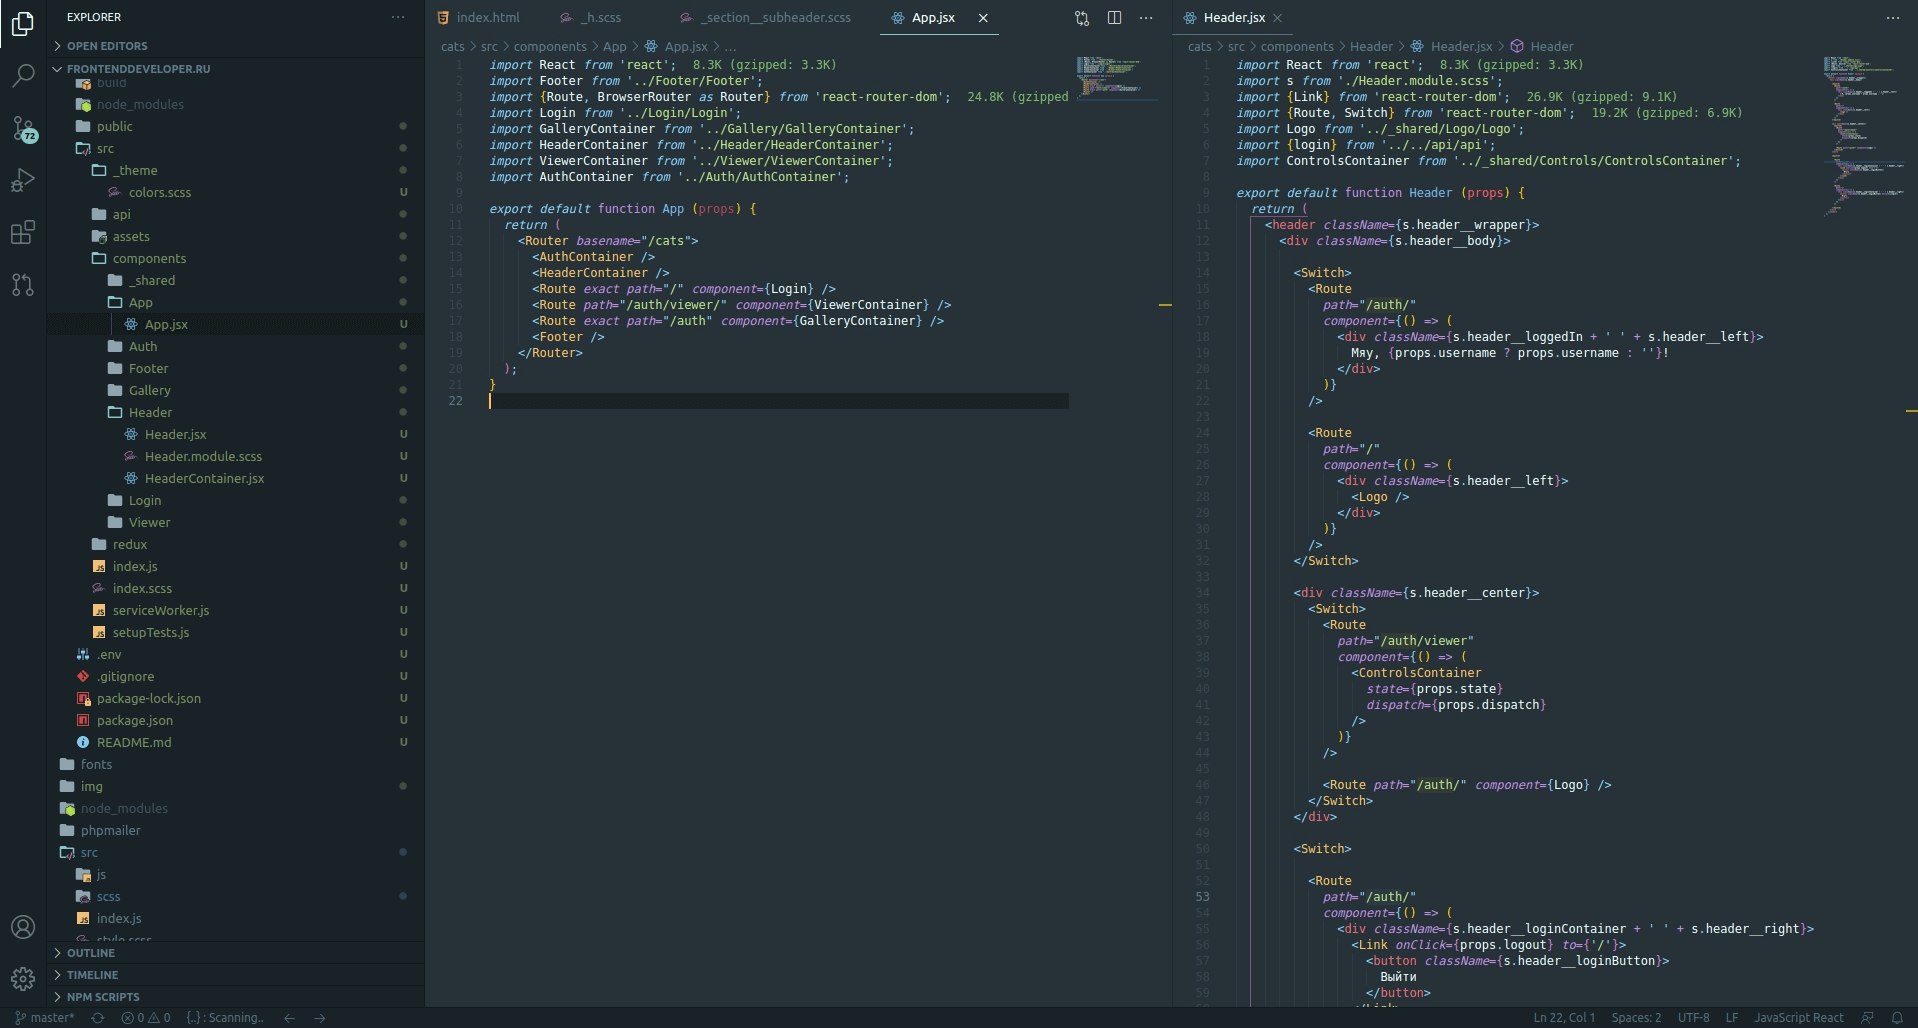 EXPLORER
OPEN EDITORS
FRONTENDDEVELOPER.RU
build
node_modules
public
src
_theme
colors.scss U
api
assets
components
_shared
App
App.jsx U
Auth
Footer
Gallery
Header
Header.jsx U
Header.module.scss U
HeaderContainer.jsx U
Login
Viewer
redux
index.js U
index.scss U
serviceWorker.js U
setupTests.js U
.env U
.gitignore U
package-lock.json U
package.json U
README.md U
fonts
img
node_modules
phpmailer
src
js
scss
index.js
style.scss
OUTLINE
TIMELINE
NPM SCRIPTS
72
index.html _h.scss _section__subheader.scss App.jsx
cats > src > components > App > App.jsx > ...
1 import React from 'react'; 8.3K (gzipped: 3.3K)
2 import Footer from '../Footer/Footer';
3 import {Route, BrowserRouter as Router} from 'react-router-dom'; 24.8K (gzipped
4 import Login from '../Login/Login';
5 import GalleryContainer from '../Gallery/GalleryContainer';
6 import HeaderContainer from '../Header/HeaderContainer';
7 import ViewerContainer from '../Viewer/ViewerContainer';
8 import AuthContainer from '../Auth/AuthContainer';
9
10 export default function App (props) {
11 return (
12 <Router basename="/cats">
13 <AuthContainer />
14 <HeaderContainer />
15 <Route exact path="/" component={Login} />
16 <Route path="/auth/viewer/" component={ViewerContainer} />
17 <Route exact path="/auth" component={GalleryContainer} />
18 <Footer />
19 </Router>
20 );
21 }
22
Header.jsx
cats > src > components > Header > Header.jsx > Header
1 import React from 'react'; 8.3K (gzipped: 3.3K)
2 import s from './Header.module.scss';
3 import {Link} from 'react-router-dom'; 26.9K (gzipped: 9.1K)
4 import {Route, Switch} from 'react-router-dom'; 19.2K (gzipped: 6.9K)
5 import Logo from '../_shared/Logo/Logo';
6 import {login} from '../../api/api';
7 import ControlsContainer from '../_shared/Controls/ControlsContainer';
8
9 export default function Header (props) {
10 return (
11 <header className={s.header__wrapper}>
12 <div className={s.header__body}>
13
14 <Switch>
15 <Route
16 path="/auth/"
17 component={() => (
18 <div className={s.header__loggedIn + ' ' + s.header__left}>
19 Мяу, {props.username ? props.username : ''}!
20 </div>
21 )}
22 />
23
24 <Route
25 path="/"
26 component={() => (
27 <div className={s.header__left}>
28 <Logo />
29 </div>
30 )}
31 />
32 </Switch>
33
34 <div className={s.header__center}>
35 <Switch>
36 <Route
37 path="/auth/viewer"
38 component={() => (
39 <ControlsContainer
40 state={props.state}
41 dispatch={props.dispatch}
42 />
43 )}
44 />
45
46 <Route path="/auth/" component={Logo} />
47 </Switch>
48 </div>
49
50 <Switch>
51
52 <Route
53 path="/auth/"
54 component={() => (
55 <div className={s.header__loginContainer + ' ' + s.header__right}>
56 <Link onClick={props.logout} to={'/'}>
57 <button className={s.header__loginButton}>
58 Выйти
59 </button>
master* 0 0 {..} : Scanning..
Ln 22, Col 1 Spaces: 2 UTF-8 LF JavaScript React